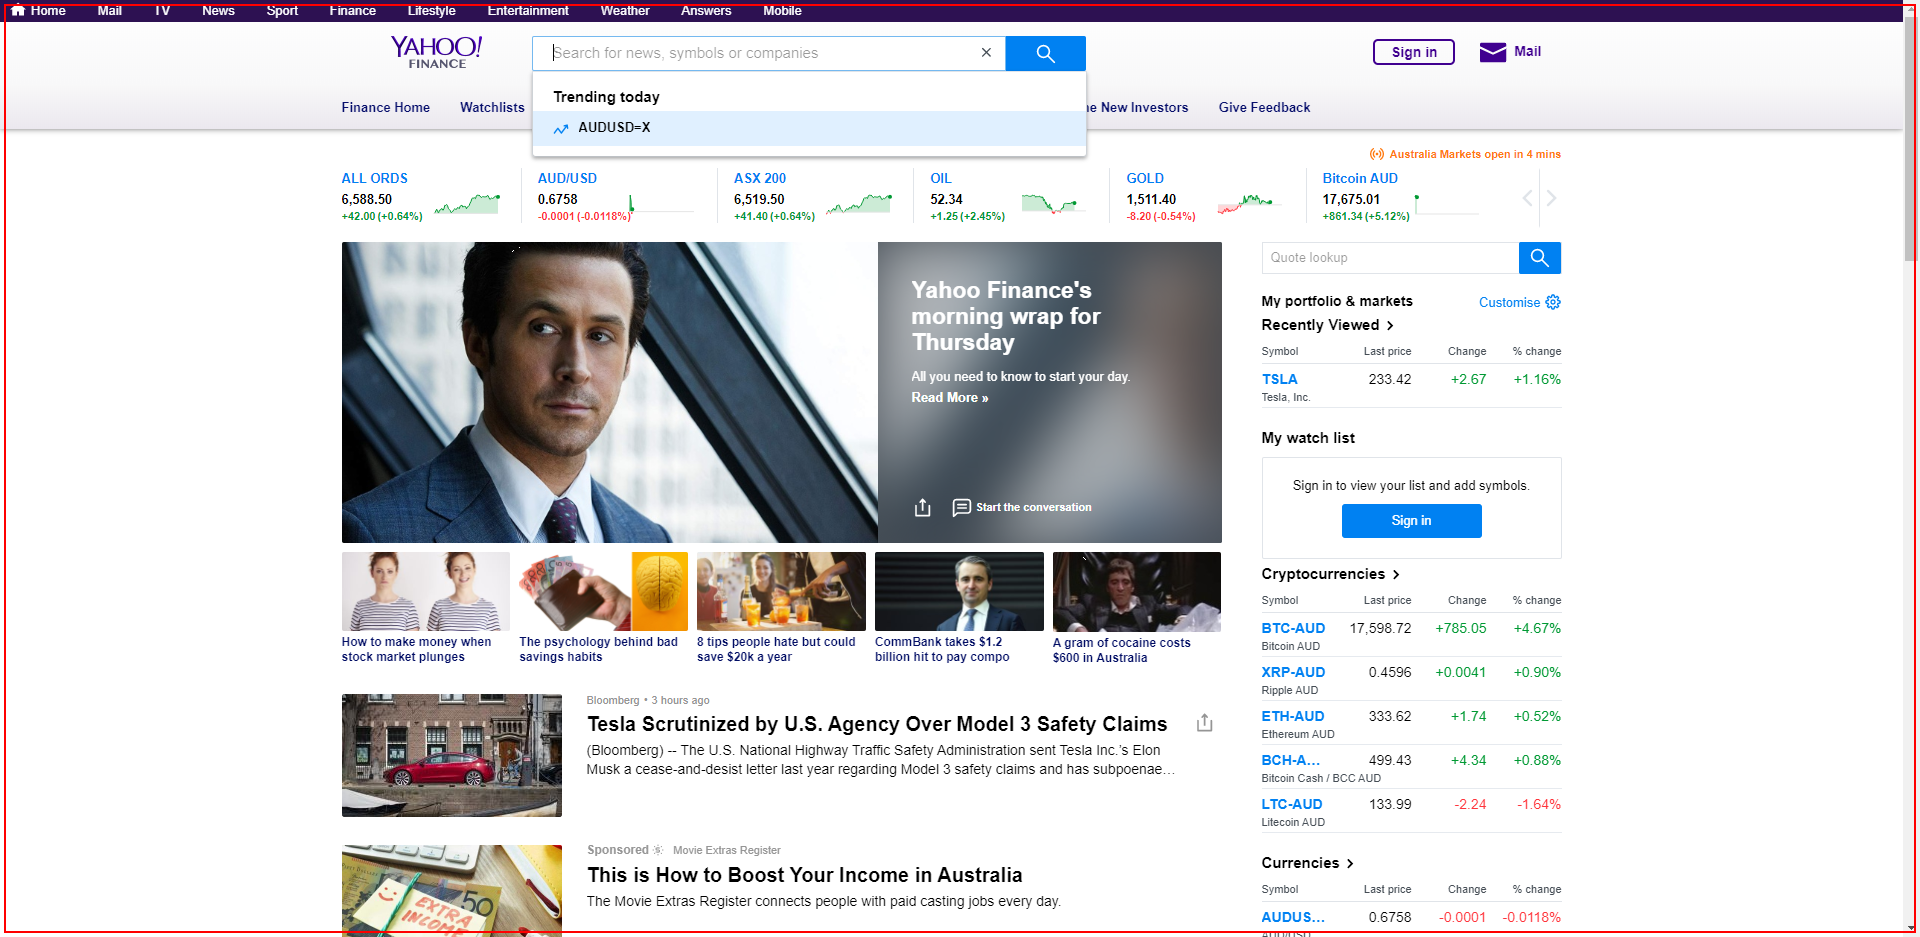 Home Mail TV News Sport Finance Lifestyle Entertainment Weather Answers Mobile
YAHOO!
FINANCE
Search for news, symbols or companies
Sign in
Mail
Trending today
AUDUSD=X
Finance Home Watchlists
New Investors Give Feedback
Australia Markets open in 4 mins
ALL ORDS
6,588.50
+42.00 (+0.64%)
AUD/USD
0.6758
-0.0001 (-0.0118%)
ASX 200
6,519.50
+41.40 (+0.64%)
OIL
52.34
+1.25 (+2.45%)
GOLD
1,511.40
-8.20 (-0.54%)
Bitcoin AUD
17,675.01
+861.34 (+5.12%)
Yahoo Finance's
morning wrap for
Thursday
All you need to know to start your day.
Read More »
Start the conversation
How to make money when
stock market plunges
The psychology behind bad
savings habits
8 tips people hate but could
save $20k a year
CommBank takes $1.2
billion hit to pay compo
A gram of cocaine costs
$600 in Australia
Bloomberg • 3 hours ago
Tesla Scrutinized by U.S. Agency Over Model 3 Safety Claims
(Bloomberg) -- The U.S. National Highway Traffic Safety Administration sent Tesla Inc.'s Elon
Musk a cease-and-desist letter last year regarding Model 3 safety claims and has subpoenae…
EXTRA
INCOME
50
Sponsored Movie Extras Register
This is How to Boost Your Income in Australia
The Movie Extras Register connects people with paid casting jobs every day.
Quote lookup
My portfolio & markets
Customise
Recently Viewed
Symbol Last price Change % change
TSLA 233.42 +2.67 +1.16%
Tesla, Inc.
My watch list
Sign in to view your list and add symbols.
Sign in
Cryptocurrencies
Symbol Last price Change % change
BTC-AUD 17,598.72 +785.05 +4.67%
Bitcoin AUD
XRP-AUD 0.4596 +0.0041 +0.90%
Ripple AUD
ETH-AUD 333.62 +1.74 +0.52%
Ethereum AUD
BCH-A... 499.43 +4.34 +0.88%
Bitcoin Cash / BCC AUD
LTC-AUD 133.99 -2.24 -1.64%
Litecoin AUD
Currencies
Symbol Last price Change % change
AUDUS... 0.6758 -0.0001 -0.0118%
AUD/USD